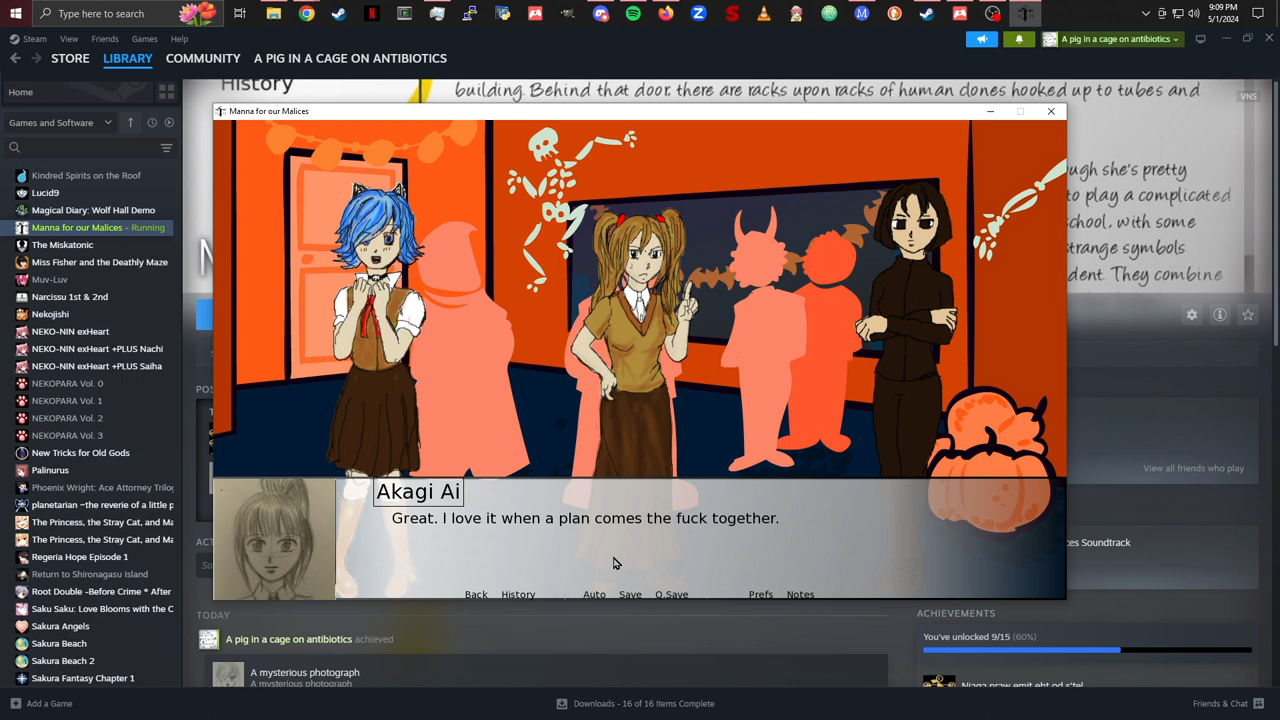 9:09 PM
5/1/2024
Steam View Friends Games Help
A pig in a cage on antibiotics
STORE LIBRARY COMMUNITY A PIG IN A CAGE ON ANTIBIOTICS
History
building. Behind that door, there are racks upon racks of human clones hooked up to tubes and
VNS
Home
Manna for our Malices
Games and Software
ugh she's pretty
to play a complicated
school, with some
strange symbols
dent. They combine
Kindred Spirits on the Roof
Lucid9
Magical Diary: Wolf Hall Demo
Manna for our Malices - Running
The Miskatonic
Miss Fisher and the Deathly Maze
Muv-Luv
Narcissu 1st & 2nd
Nekojishi
NEKO-NIN exHeart
NEKO-NIN exHeart +PLUS Nachi
NEKO-NIN exHeart +PLUS Saiha
NEKOPARA Vol. 0
NEKOPARA Vol. 1
NEKOPARA Vol. 2
NEKOPARA Vol. 3
New Tricks for Old Gods
Palinurus
Phoenix Wright: Ace Attorney Trilog
planetarian ~the reverie of a little p
The Princess, the Stray Cat, and Ma
The Princess, the Stray Cat, and Ma
Regeria Hope Episode 1
Return to Shironagasu Island
Root Double -Before Crime * After
Saku Saku: Love Blooms with the C
Sakura Angels
Sakura Beach
Sakura Beach 2
Sakura Fantasy Chapter 1
View all friends who play
Akagi Ai
Great. I love it when a plan comes the fuck together.
Back History Auto Save Q.Save Prefs Notes
ces Soundtrack
TODAY
A pig in a cage on antibiotics achieved
A mysterious photograph
A mysterious photograph
ACHIEVEMENTS
You've unlocked 9/15 (60%)
Niaga praw emit eht od s'tel
Add a Game
Downloads - 16 of 16 Items Complete
Friends & Chat